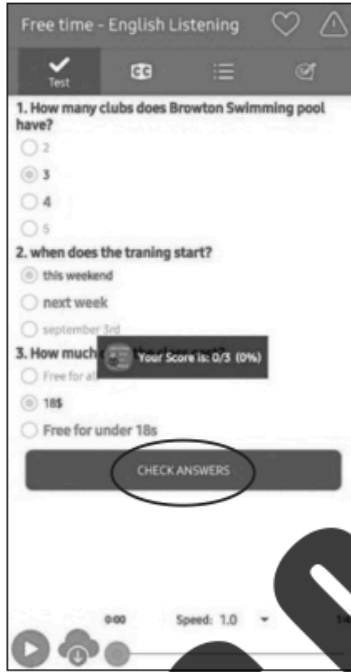 Free time - English Listening
Test
CC
1. How many clubs does Browton Swimming pool
have?
2
3
4
5
2. when does the traning start?
this weekend
next week
september 3rd
3. How much
Your Score is: 0/3 (0%)
Free for
18$
Free for under 18s
CHECK ANSWERS
0:00
Speed: 1.0